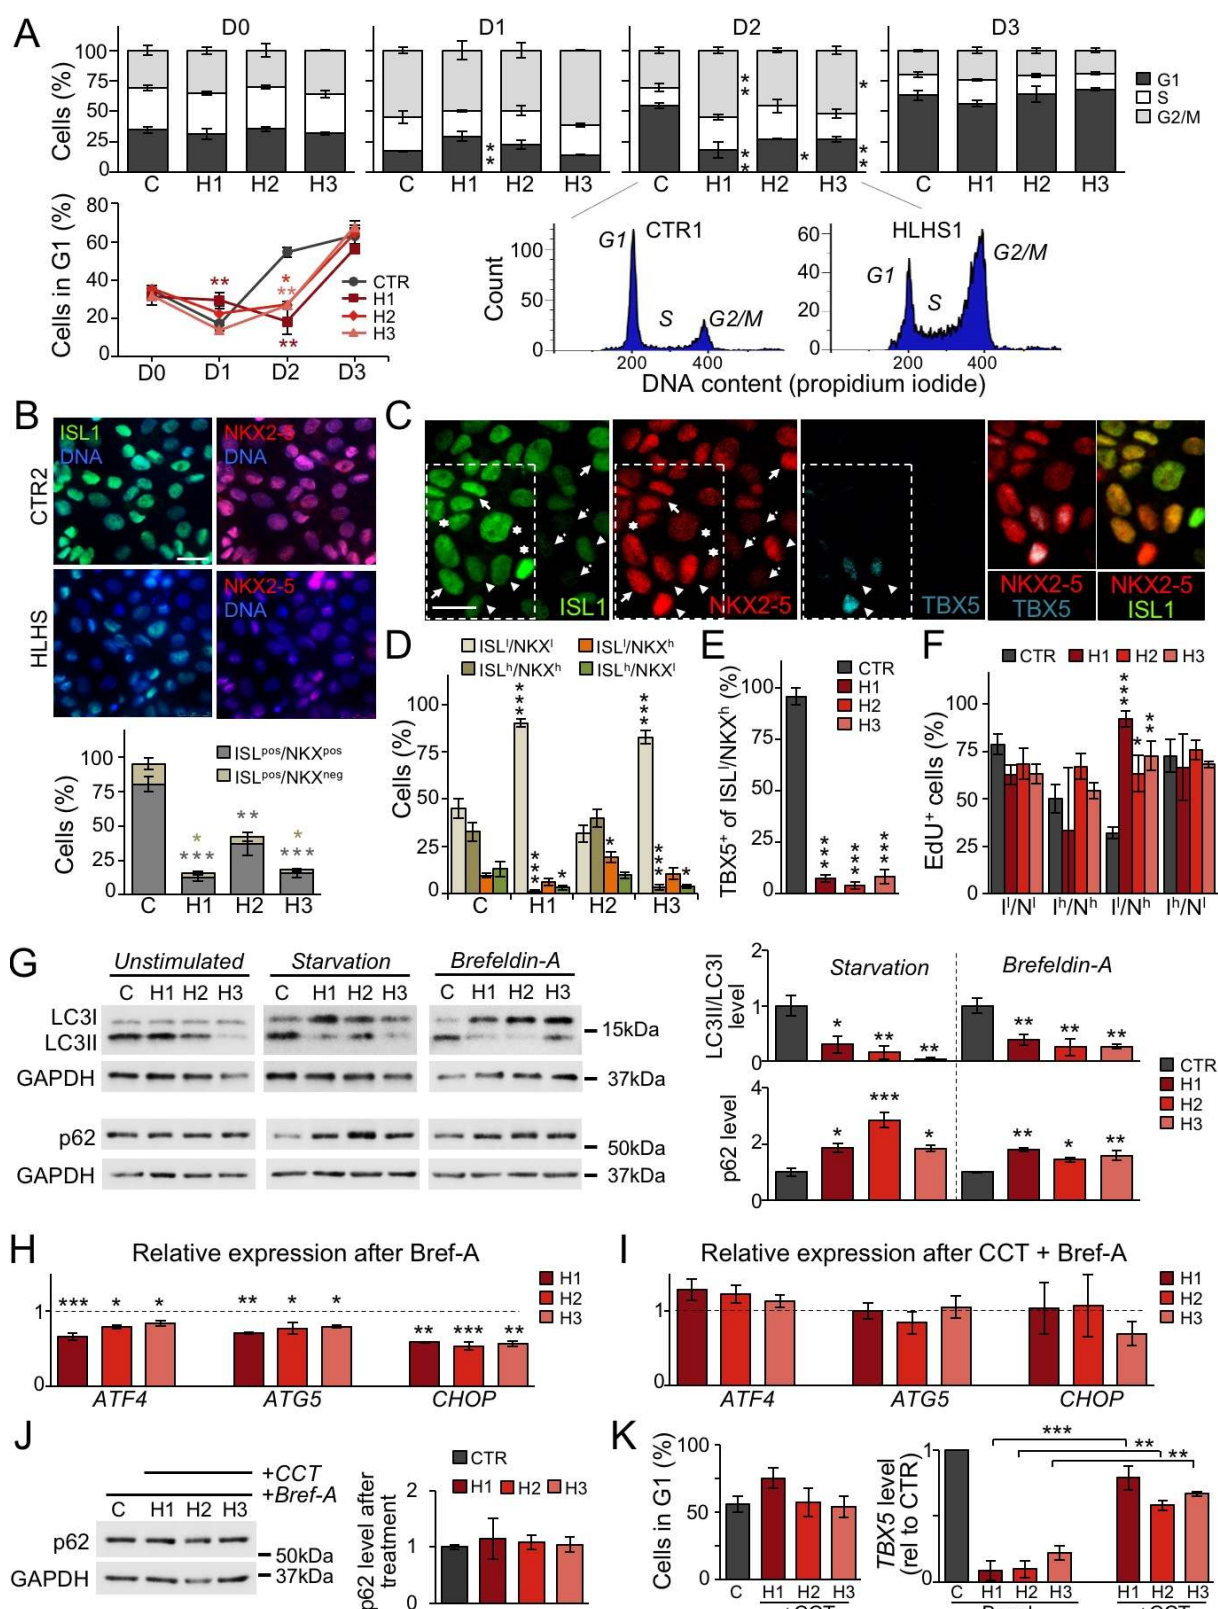 A
D0
D1
D2
D3
Cells (%)
100
75
50
25
0
C H1 H2 H3
C H1 H2 H3
C H1 H2 H3
C H1 H2 H3
** ** ** * * **
G1
S
G2/M
Cells in G1 (%)
80
60
40
20
0
** * ** **
CTR
H1
H2
H3
D0 D1 D2 D3
Count
100
50
0
G1 CTR1
S G2/M
200 400
60
40
20
0
HLHS1
G1 S G2/M
200 400
DNA content (propidium iodide)
B
CTR2
ISL1
DNA
NKX2-5
DNA
HLHS
NKX2-5
DNA
Cells (%)
100
75
50
25
0
ISLpos/NKXpos
ISLpos/NKXneg
* *** ** * ***
C H1 H2 H3
C
ISL1
NKX2-5
TBX5
NKX2-5
TBX5
NKX2-5
ISL1
D
ISLl/NKXl ISLl/NKXh
ISLh/NKXh ISLh/NKXl
Cells (%)
100
75
50
25
0
*** *** * * *** *** *
C H1 H2 H3
E
TBX5+ of ISLl/NKXh (%)
100
75
50
25
0
CTR
H1
H2
H3
*** *** ***
F
CTR H1 H2 H3
EdU+ cells (%)
100
75
50
25
0
*** * **
Il/Nl Ih/Nh Il/Nh Ih/Nl
G
Unstimulated Starvation Brefeldin-A
C H1 H2 H3 C H1 H2 H3 C H1 H2 H3
LC3I
LC3II
15kDa
GAPDH
37kDa
p62
50kDa
GAPDH
37kDa
LC3II/LC3I
level
2
1
0
Starvation Brefeldin-A
* ** ** ** ** **
p62 level
4
2
0
* *** * ** * **
CTR
H1
H2
H3
H
Relative expression after Bref-A
1
0
*** * * ** * * ** *** **
H1
H2
H3
ATF4 ATG5 CHOP
I
Relative expression after CCT + Bref-A
1
0
H1
H2
H3
ATF4 ATG5 CHOP
J
+CCT
+Bref-A
C H1 H2 H3
p62
50kDa
GAPDH
37kDa
p62 level after
treatment
2
1
0
CTR
H1 H2 H3
K
Cells in G1 (%)
100
50
0
C H1 H2 H3
TBX5 level
(rel to CTR)
1
0
*** ** **
C H1 H2 H3 H1 H2 H3